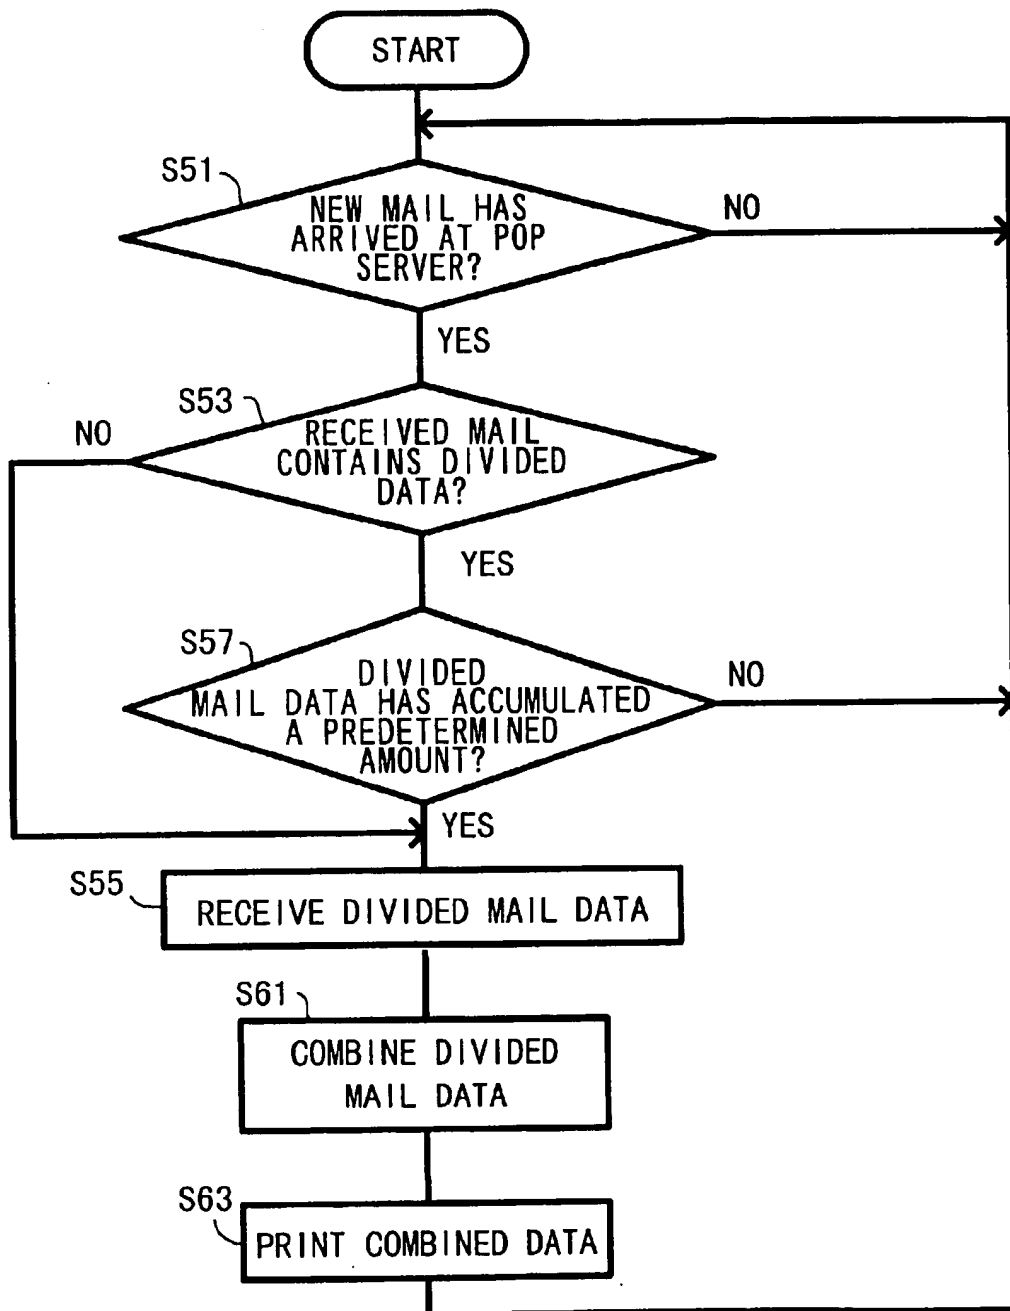 START
S51
NEW MAIL HAS
ARRIVED AT POP
SERVER?
NO
YES
S53
NO
RECEIVED MAIL
CONTAINS DIVIDED
DATA?
YES
S57
DIVIDED
MAIL DATA HAS ACCUMULATED
A PREDETERMINED
AMOUNT?
NO
YES
S55
RECEIVE DIVIDED MAIL DATA
S61
COMBINE DIVIDED
MAIL DATA
S63
PRINT COMBINED DATA